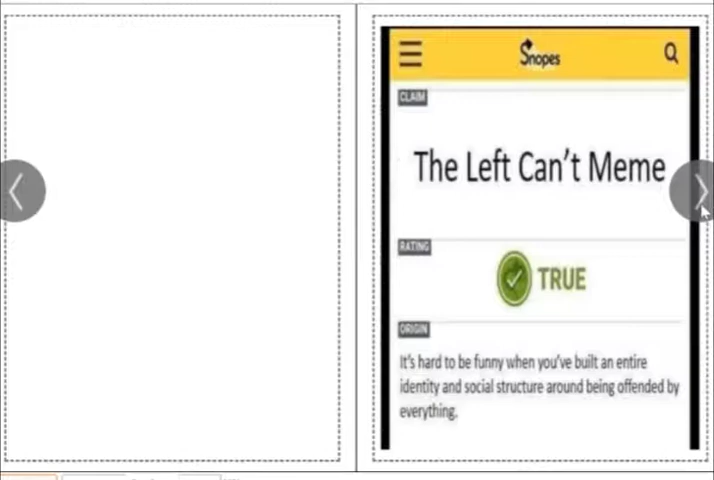 Snopes
CLAIM
The Left Can't Meme
RATING
TRUE
ORIGIN
It's hard to be funny when you've built an entire
identity and social structure around being offended by
everything.